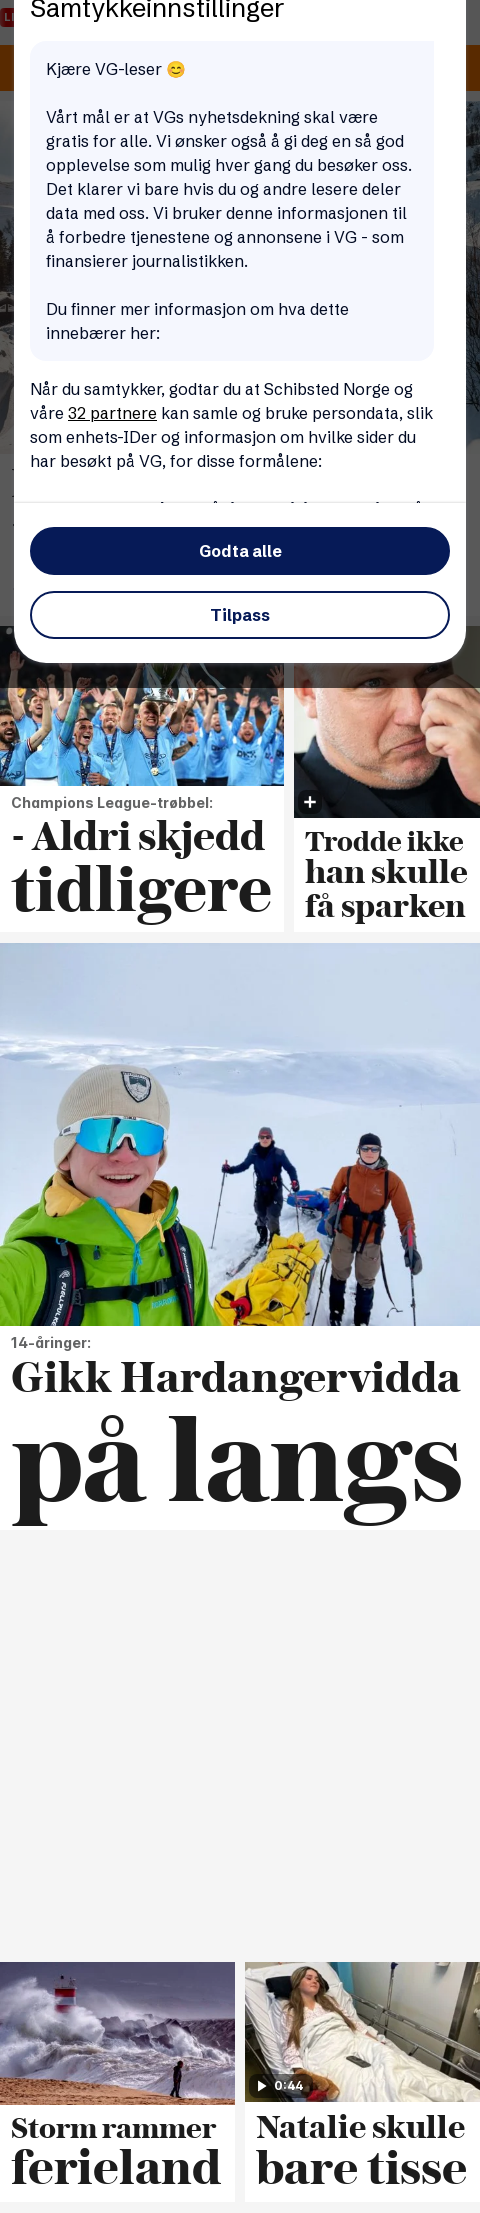 Samtykkeinnstillinger
Kjære VG-leser 😊
Vårt mål er at VGs nyhetsdekning skal være
gratis for alle. Vi ønsker også å gi deg en så god
opplevelse som mulig hver gang du besøker oss.
Det klarer vi bare hvis du og andre lesere deler
data med oss. Vi bruker denne informasjonen til
å forbedre tjenestene og annonsene i VG - som
finansierer journalistikken.
Du finner mer informasjon om hva dette
innebærer her:
Når du samtykker, godtar du at Schibsted Norge og
våre 32 partnere kan samle og bruke persondata, slik
som enhets-IDer og informasjon om hvilke sider du
har besøkt på VG, for disse formålene:
Godta alle
Tilpass
Champions League-trøbbel:
- Aldri skjedd
tidligere
Trodde ikke
han skulle
få sparken
14-åringer:
Gikk Hardangervidda
på langs
Storm rammer
ferieland
0:44
Natalie skulle
bare tisse